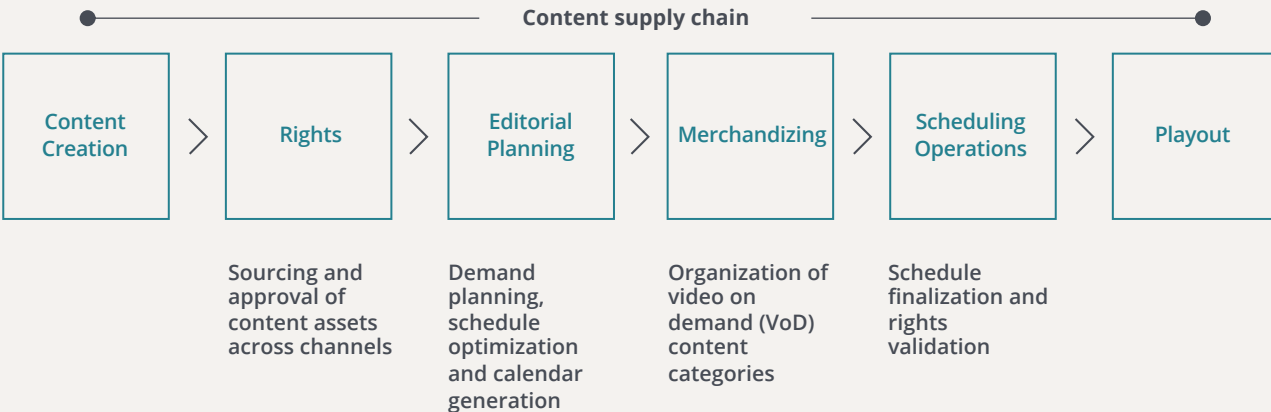 Content supply chain
Content
Creation
Rights
Editorial
Planning
Merchandizing
Scheduling
Operations
Playout
Sourcing and
approval of
content assets
across channels
Demand
planning,
schedule
optimization
and calendar
generation
Organization of
video on
demand (VoD)
content
categories
Schedule
finalization and
rights
validation